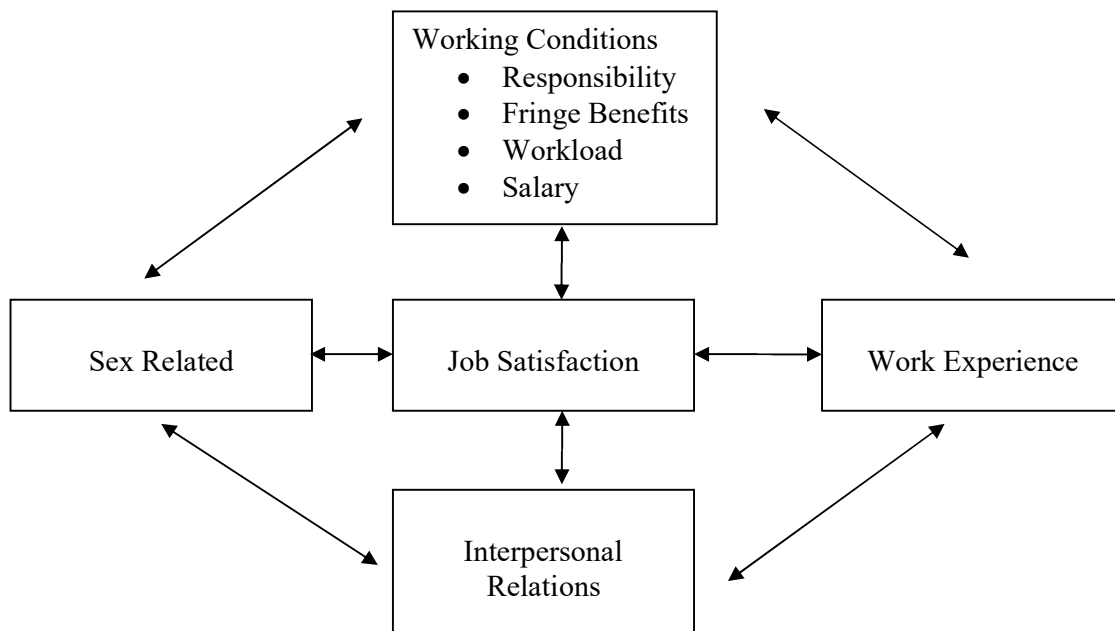 Working Conditions
• Responsibility
• Fringe Benefits
• Workload
• Salary
Sex Related
Job Satisfaction
Work Experience
Interpersonal
Relations